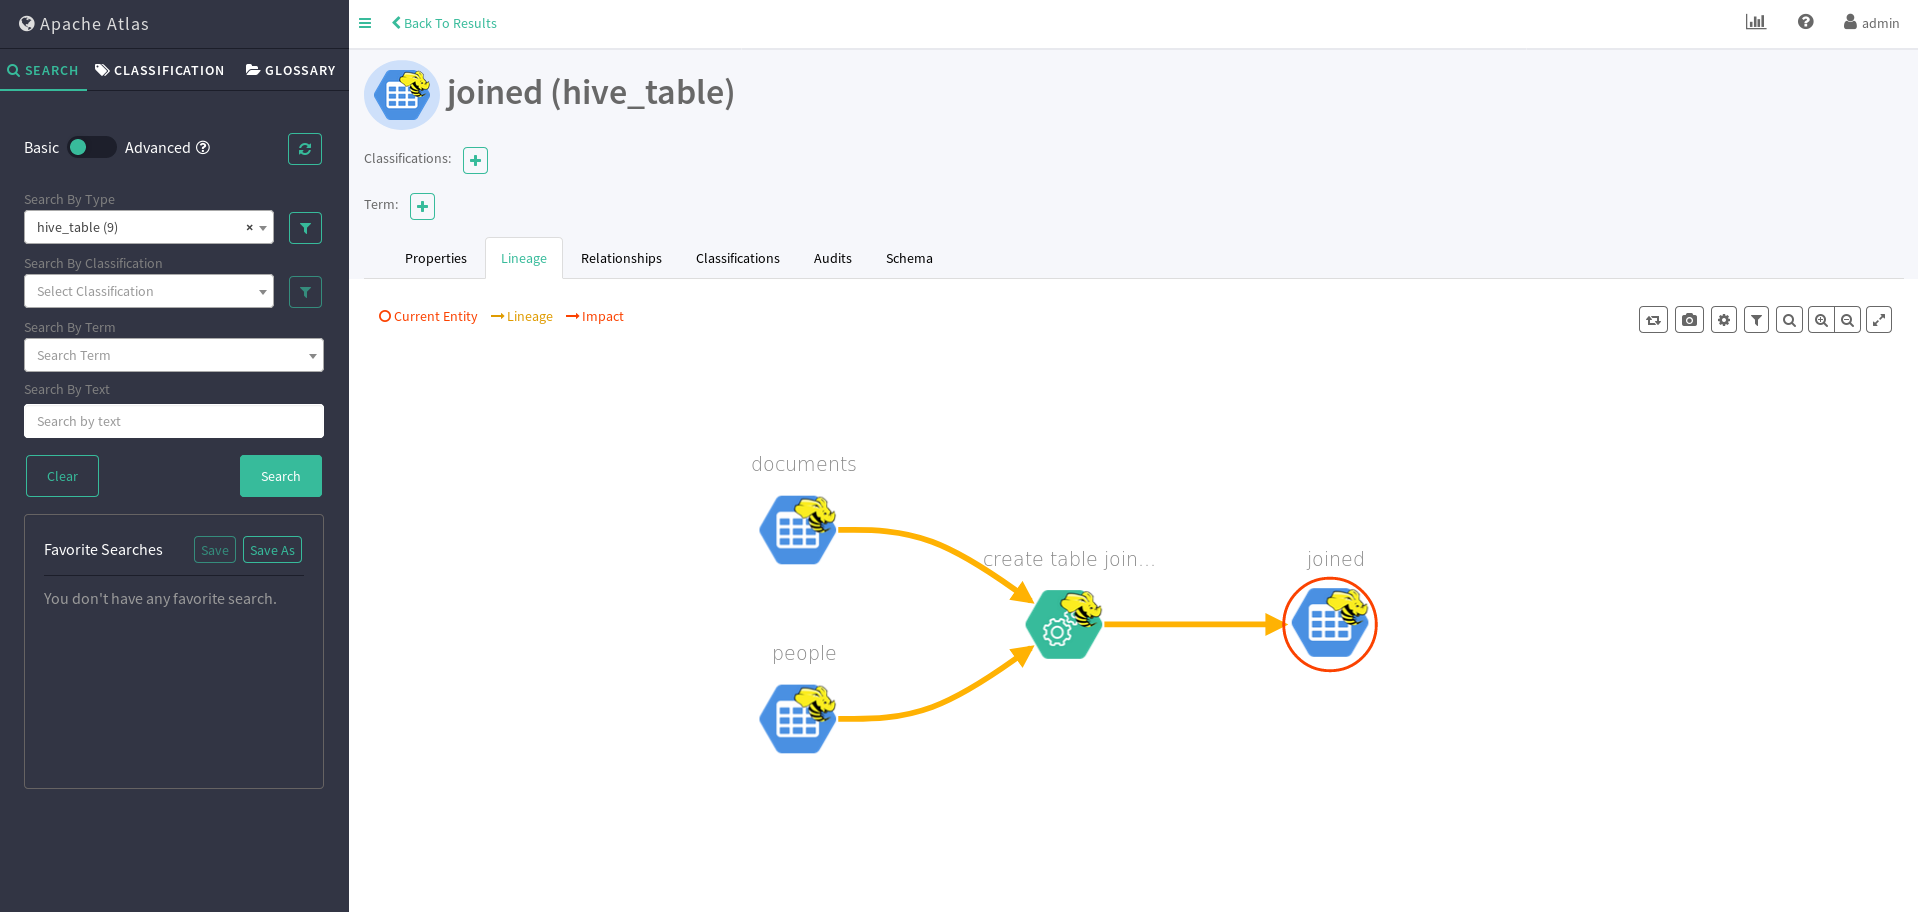 Apache Atlas
SEARCH CLASSIFICATION GLOSSARY
Basic Advanced
Search By Type
hive_table (9) ×
Search By Classification
Select Classification
Search By Term
Search Term
Search By Text
Search by text
Clear Search
Favorite Searches Save Save As
You don't have any favorite search.
Back To Results
admin
joined (hive_table)
Classifications:
Term:
Properties Lineage Relationships Classifications Audits Schema
Current Entity Lineage Impact
documents
create table join...
joined
people